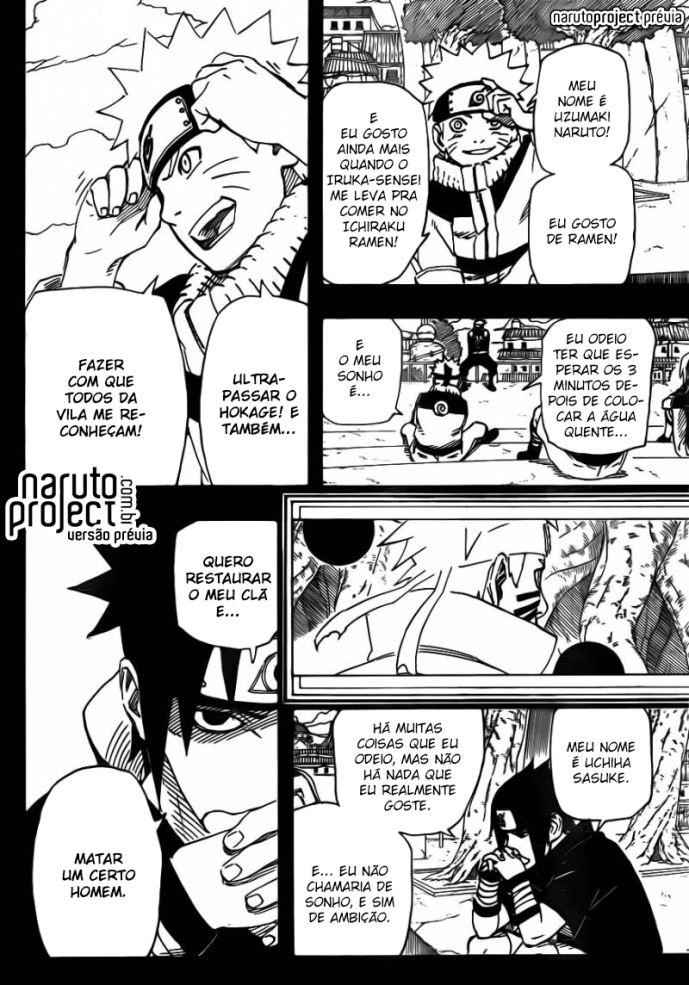 narutoproject prévia
MEU
NOME É
UZUMAKI
NARUTO!
EU GOSTO
DE RAMEN!
E
EU GOSTO
AINDA MAIS
QUANDO O
IRUKA-SENSEI
ME LEVA PRA
COMER NO
ICHIRAKU
RAMEN!
EU ODEIO
TER QUE ES-
PERAR OS 3
MINUTOS DE-
POIS DE COLO-
CAR A ÁGUA
QUENTE...
E
O MEU
SONHO
É...
ULTRA-
PASSAR O
HOKAGE! E
TAMBÉM...
FAZER
COM QUE
TODOS DA
VILA ME RE-
CONHEÇAM!
naruto
project
.com.br
versão prévia
MEU NOME
É UCHIHA
SASUKE.
HÁ MUITAS
COISAS QUE EU
ODEIO, MAS NÃO
HÁ NADA QUE
EU REALMENTE
GOSTE.
E... EU NÃO
CHAMARIA DE
SONHO, E SIM
DE AMBIÇÃO.
QUERO
RESTAURAR
O MEU CLÃ
E...
MATAR
UM CERTO
HOMEM.